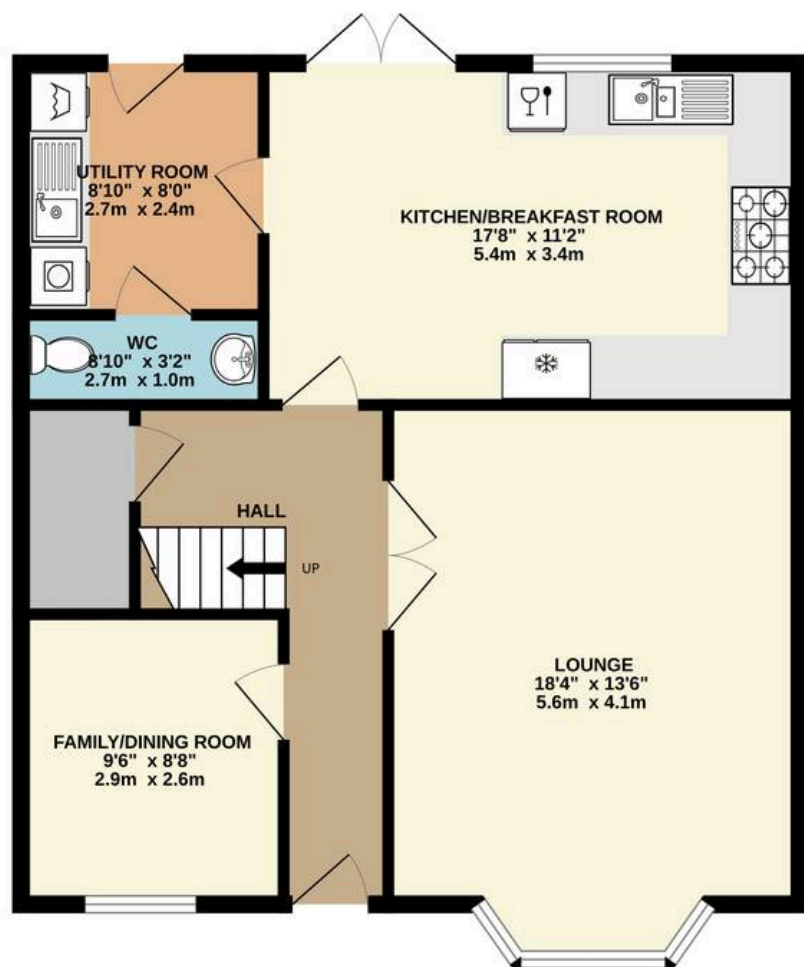 UTILITY ROOM
8'10" x 8'0"
2.7m x 2.4m
KITCHEN/BREAKFAST ROOM
17'8" x 11'2"
5.4m x 3.4m
WC
8'10" x 3'2"
2.7m x 1.0m
HALL
UP
LOUNGE
18'4" x 13'6"
5.6m x 4.1m
FAMILY/DINING ROOM
9'6" x 8'8"
2.9m x 2.6m